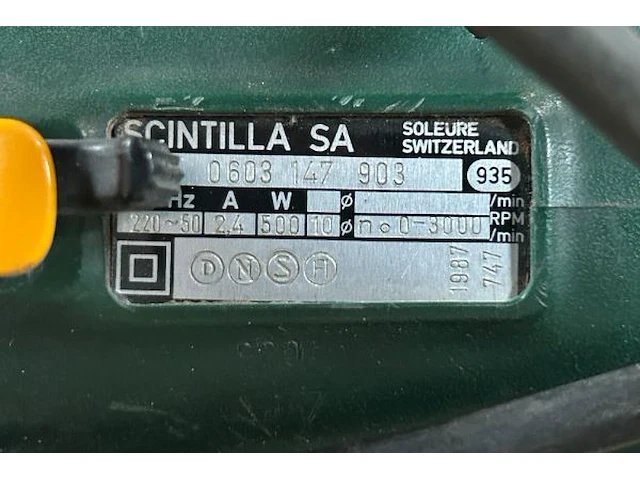 SCINTILLA SA SOLEURE SWITZERLAND
0603 147 903 935
Hz A W ø /min
220~50 2,4 500 10 ø n₀ 0-3000 RPM /min
D N S H
1987
747